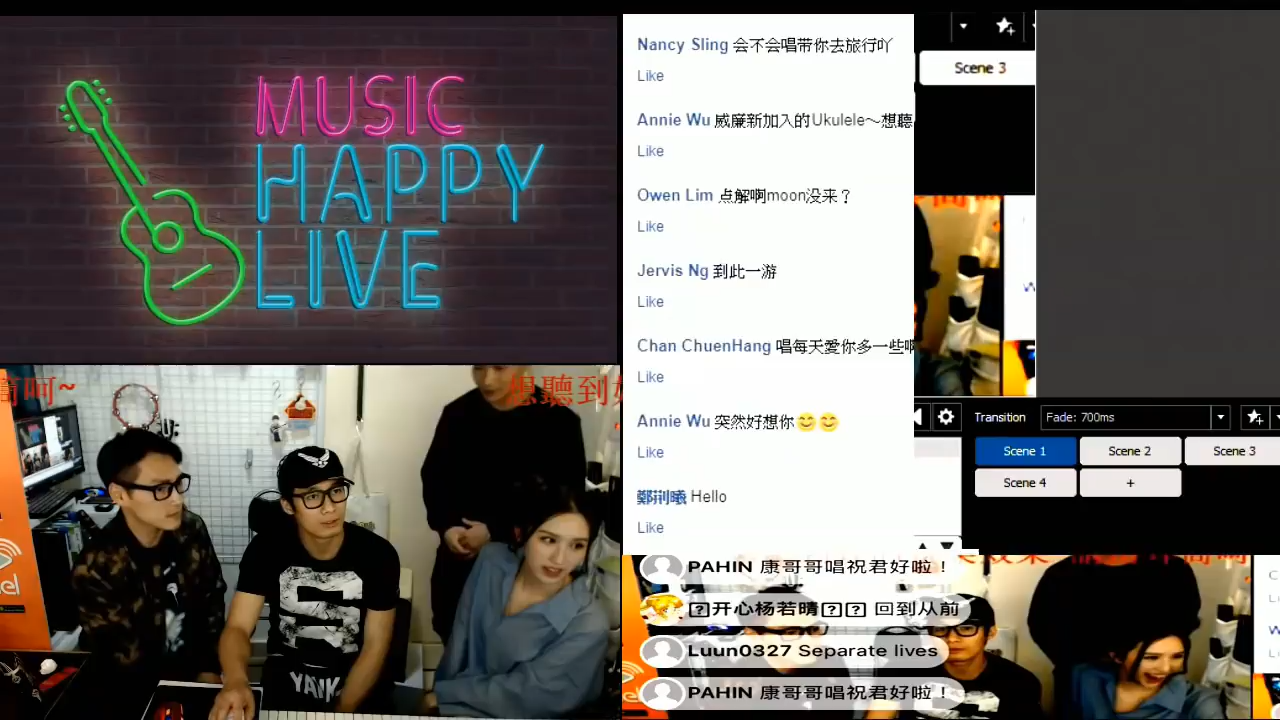 MUSIC
HAPPY
LIVE
Nancy Sling 会不会唱带你去旅行吖
Like
Annie Wu 威廉新加入的Ukulele～想聽
Like
Owen Lim 点解啊moon没来？
Like
Jervis Ng 到此一游
Like
Chan ChuenHang 唱每天愛你多一些啊
Like
Annie Wu 突然好想你😊😊
Like
鄭荊曦 Hello
Like
Scene 3
Transition
Fade: 700ms
Scene 1
Scene 2
Scene 3
Scene 4
+
想聽到
YANK
PAHIN 康哥哥唱祝君好啦！
开心杨若晴 回到从前
Luun0327 Separate lives
PAHIN 康哥哥唱祝君好啦！